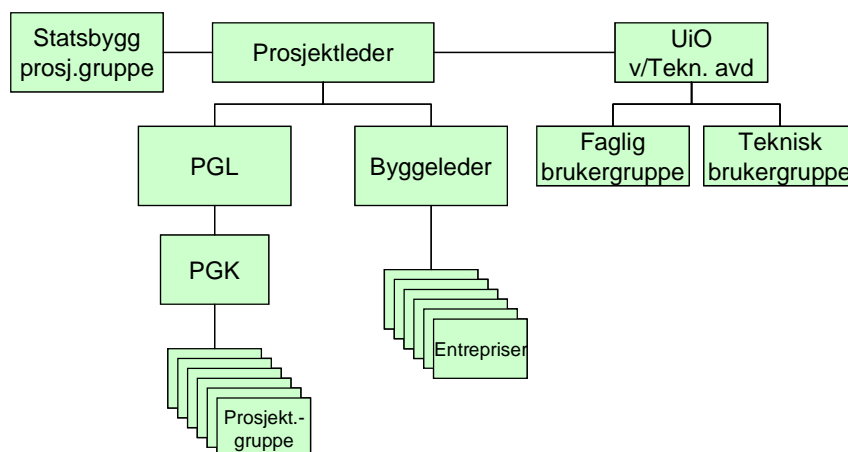 Statsbygg
prosj.gruppe
Prosjektleder
UiO
v/Tekn. avd
PGL
Byggeleder
Faglig
brukergruppe
Teknisk
brukergruppe
PGK
Entrepriser
Prosjekt.-
gruppe